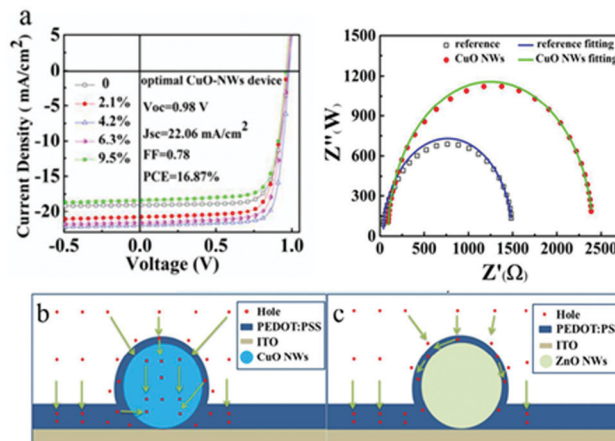 a
Current Density ( mA/cm²)
5
0
-5
-10
-15
-20
0
2.1%
4.2%
6.3%
9.5%
optimal CuO-NWs device
Voc=0.98 V
Jsc=22.06 mA/cm²
FF=0.78
PCE=16.87%
-0.5
0.0
0.5
1.0
Voltage (V)
Z''(W)
1500
1200
900
600
300
0
reference
reference fitting
CuO NWs
CuO NWs fitting
0
500
1000
1500
2000
2500
Z'(Ω)
b
Hole
PEDOT:PSS
ITO
CuO NWs
c
Hole
PEDOT:PSS
ITO
ZnO NWs